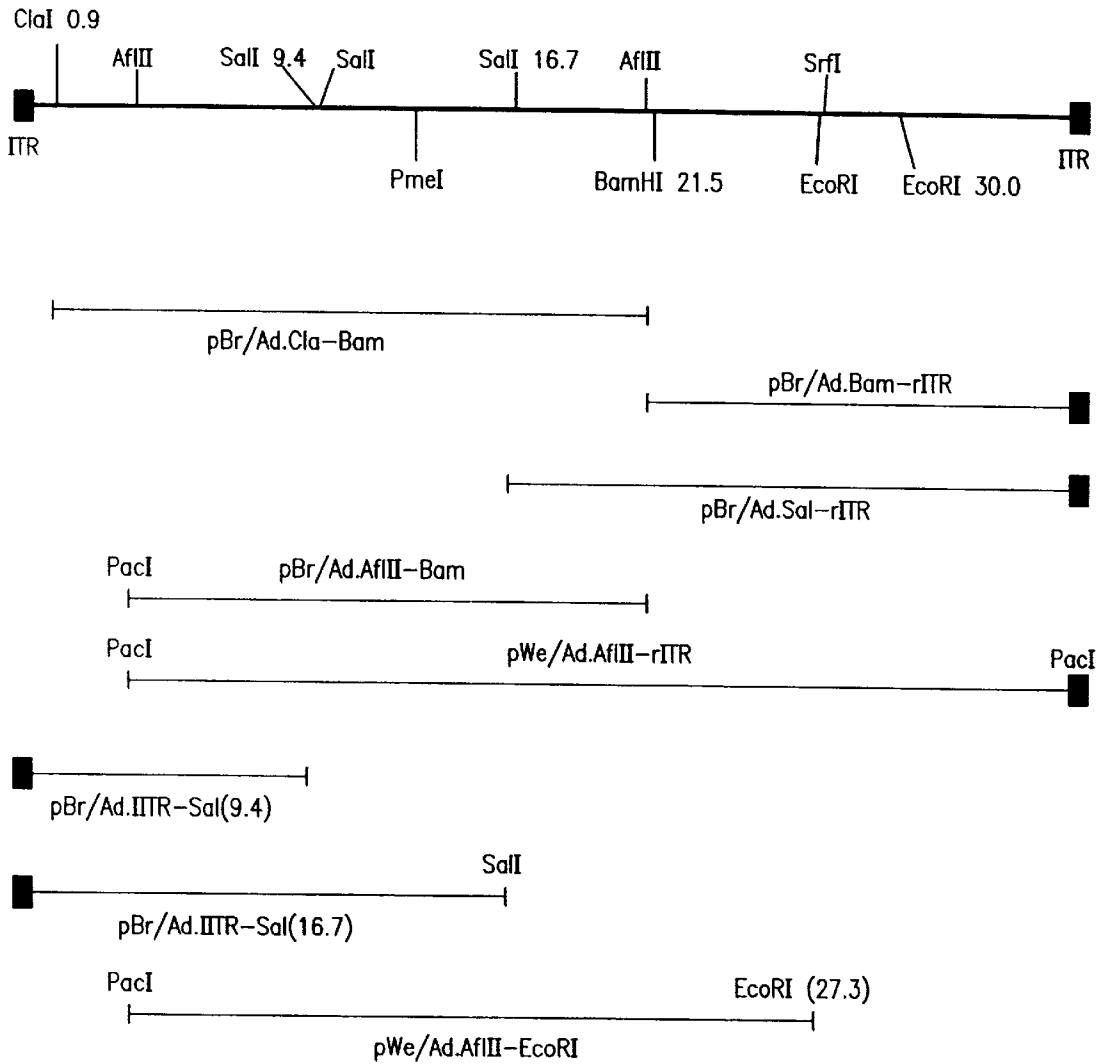 ClaI 0.9
AflII
SalI 9.4
SalI
SalI 16.7
AflII
SrfI
ITR
ITR
PmeI
BamHI 21.5
EcoRI
EcoRI 30.0
pBr/Ad.Cla-Bam
pBr/Ad.Bam-rITR
pBr/Ad.Sal-rITR
PacI
pBr/Ad.AflII-Bam
PacI
pWe/Ad.AflII-rITR
PacI
pBr/Ad.lITR-Sal(9.4)
SalI
pBr/Ad.lITR-Sal(16.7)
PacI
EcoRI (27.3)
pWe/Ad.AflII-EcoRI